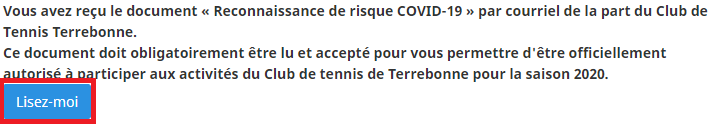 Vous avez reçu le document « Reconnaissance de risque COVID-19 » par courriel de la part du Club de
Tennis Terrebonne.
Ce document doit obligatoirement être lu et accepté pour vous permettre d'être officiellement
autorisé à participer aux activités du Club de tennis de Terrebonne pour la saison 2020.
Lisez-moi